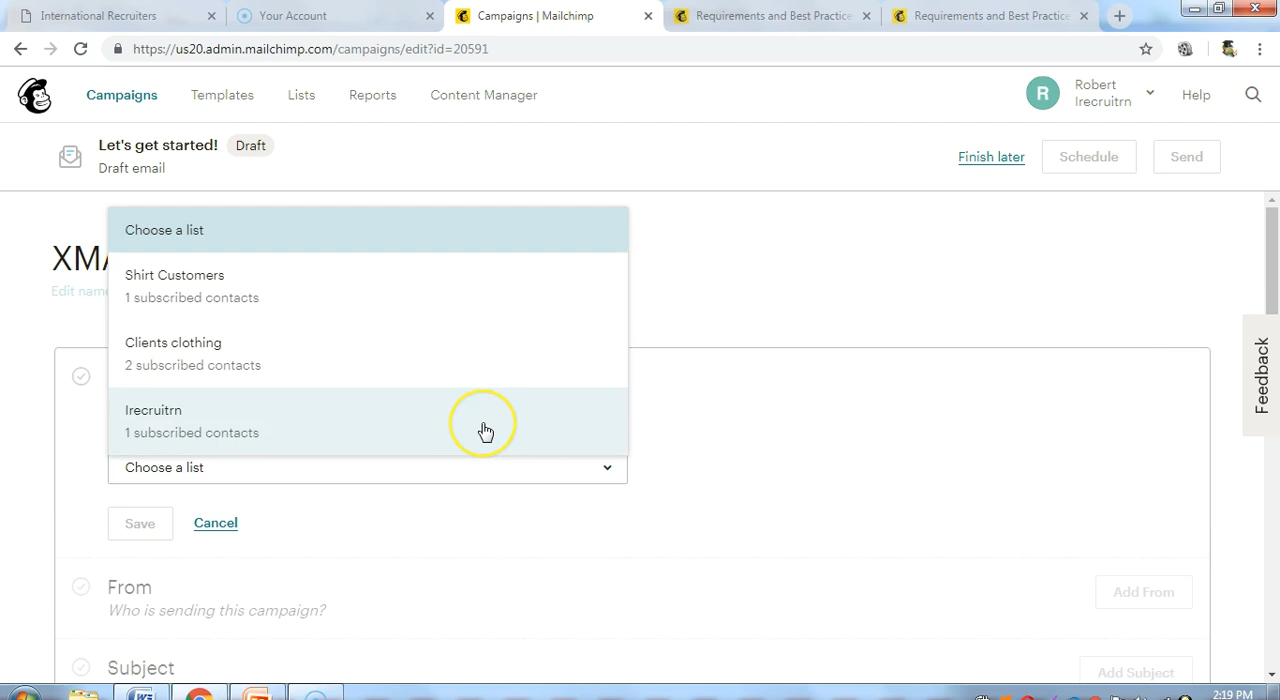 International Recruiters
Your Account
Campaigns | Mailchimp
Requirements and Best Practice
Requirements and Best Practice
https://us20.admin.mailchimp.com/campaigns/edit?id=20591
Campaigns
Templates
Lists
Reports
Content Manager
R
Robert
Irecruitrn
Help
Let's get started!
Draft
Draft email
Finish later
Schedule
Send
Choose a list
Edit name
Shirt Customers
1 subscribed contacts
Clients clothing
2 subscribed contacts
Irecruitrn
1 subscribed contacts
Choose a list
Save
Cancel
From
Who is sending this campaign?
Add From
Subject
Add Subject
Feedback
2:19 PM